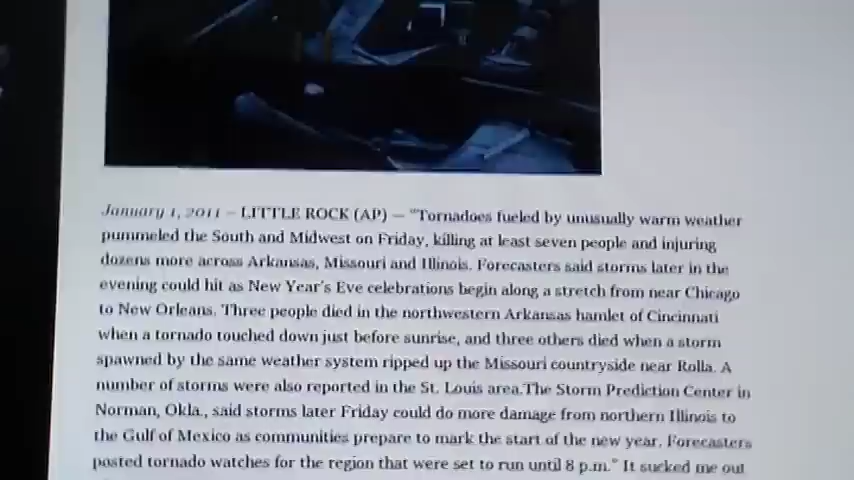 January 1, 2011 – LITTLE ROCK (AP) — "Tornadoes fueled by unusually warm weather
pummeled the South and Midwest on Friday, killing at least seven people and injuring
dozens more across Arkansas, Missouri and Illinois. Forecasters said storms later in the
evening could hit as New Year's Eve celebrations begin along a stretch from near Chicago
to New Orleans. Three people died in the northwestern Arkansas hamlet of Cincinnati
when a tornado touched down just before sunrise, and three others died when a storm
spawned by the same weather system ripped up the Missouri countryside near Rolla. A
number of storms were also reported in the St. Louis area.The Storm Prediction Center in
Norman, Okla., said storms later Friday could do more damage from northern Illinois to
the Gulf of Mexico as communities prepare to mark the start of the new year. Forecasters
posted tornado watches for the region that were set to run until 8 p.m." It sucked me out